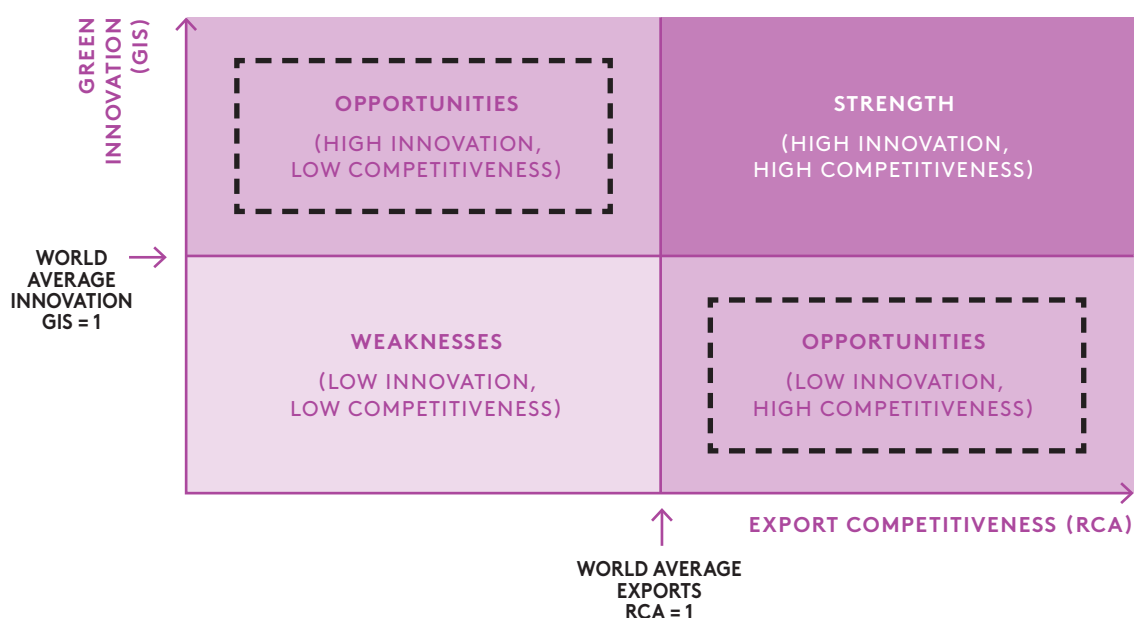 GREEN
INNOVATION
(GIS)
OPPORTUNITIES
(HIGH INNOVATION,
LOW COMPETITIVENESS)
STRENGTH
(HIGH INNOVATION,
HIGH COMPETITIVENESS)
WORLD
AVERAGE
INNOVATION
GIS = 1
WEAKNESSES
(LOW INNOVATION,
LOW COMPETITIVENESS)
OPPORTUNITIES
(LOW INNOVATION,
HIGH COMPETITIVENESS)
EXPORT COMPETITIVENESS (RCA)
WORLD AVERAGE
EXPORTS
RCA = 1